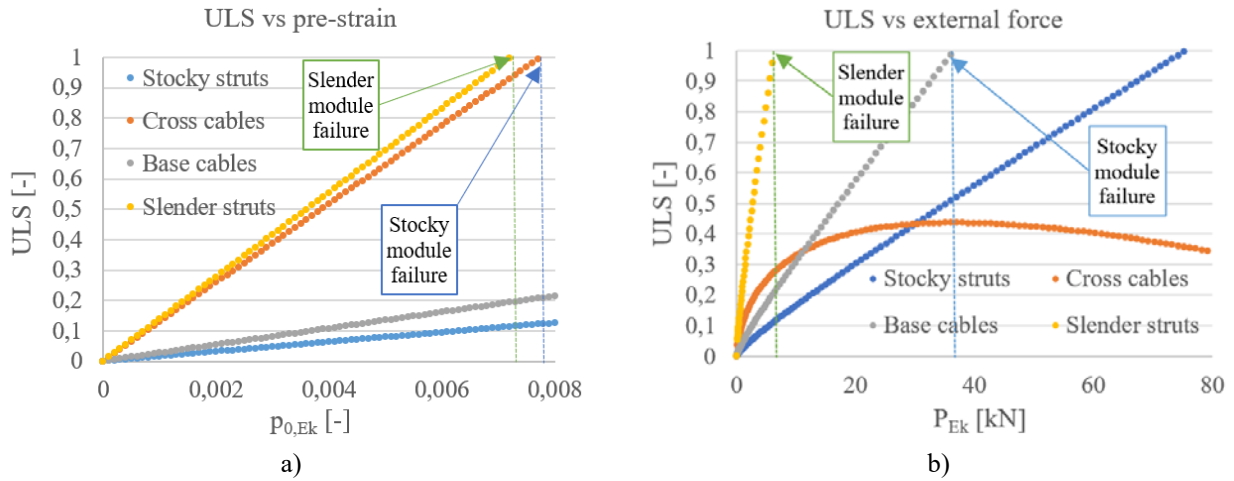 ULS vs pre-strain
ULS [-]
1
0,9
0,8
0,7
0,6
0,5
0,4
0,3
0,2
0,1
0
Stocky struts
Cross cables
Base cables
Slender struts
Slender
module
failure
Stocky
module
failure
0
0,002
0,004
0,006
0,008
p0,Ek [-]
a)
ULS vs external force
ULS [-]
1
0,9
0,8
0,7
0,6
0,5
0,4
0,3
0,2
0,1
0
Slender
module
failure
Stocky
module
failure
Stocky struts
Cross cables
Base cables
Slender struts
0
20
40
60
80
PEk [kN]
b)